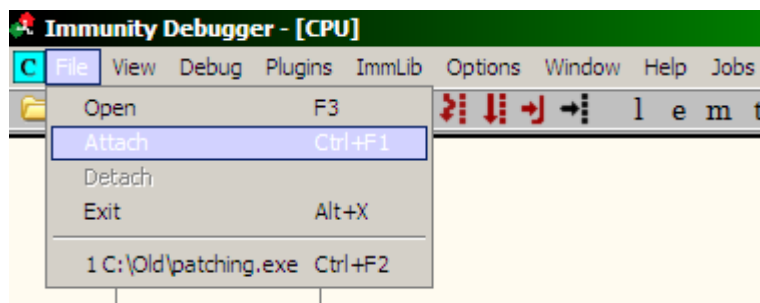 Immunity Debugger - [CPU]
C File View Debug Plugins ImmLib Options Window Help Jobs
l e m t
Open F3
Attach Ctrl+F1
Detach
Exit Alt+X
1 C:\Old\patching.exe Ctrl+F2